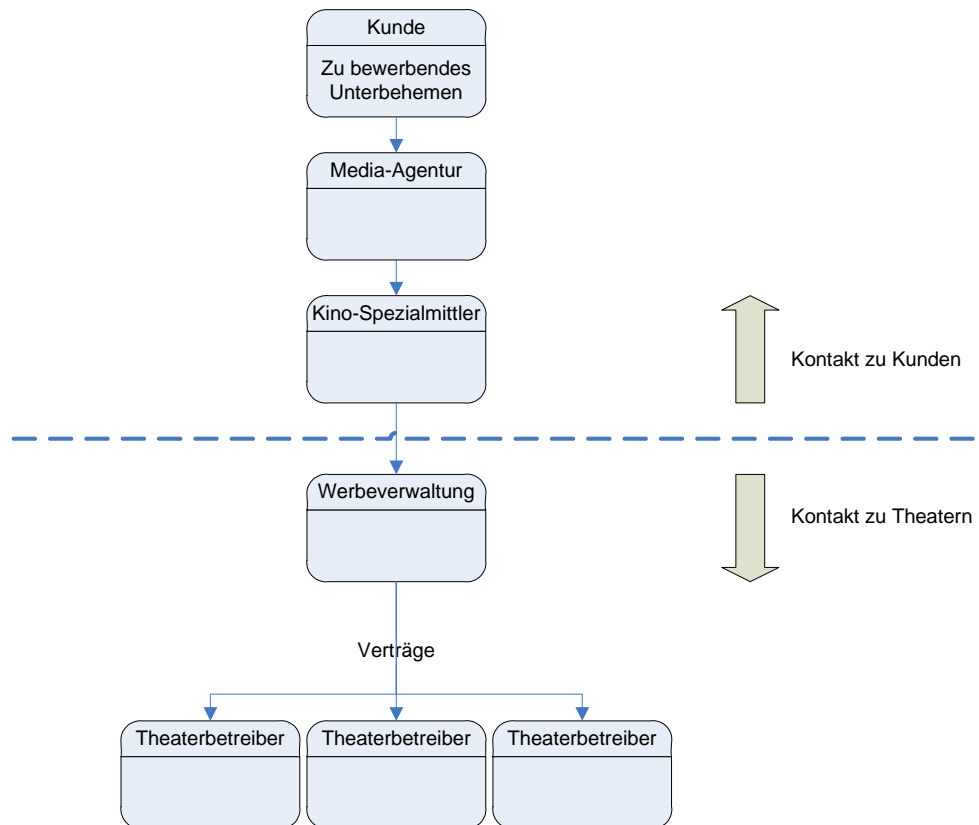 Kunde
Zu bewerbendes
Unterbehemen
Media-Agentur
Kino-Spezialmittler
Kontakt zu Kunden
Werbeverwaltung
Kontakt zu Theatern
Verträge
Theaterbetreiber
Theaterbetreiber
Theaterbetreiber